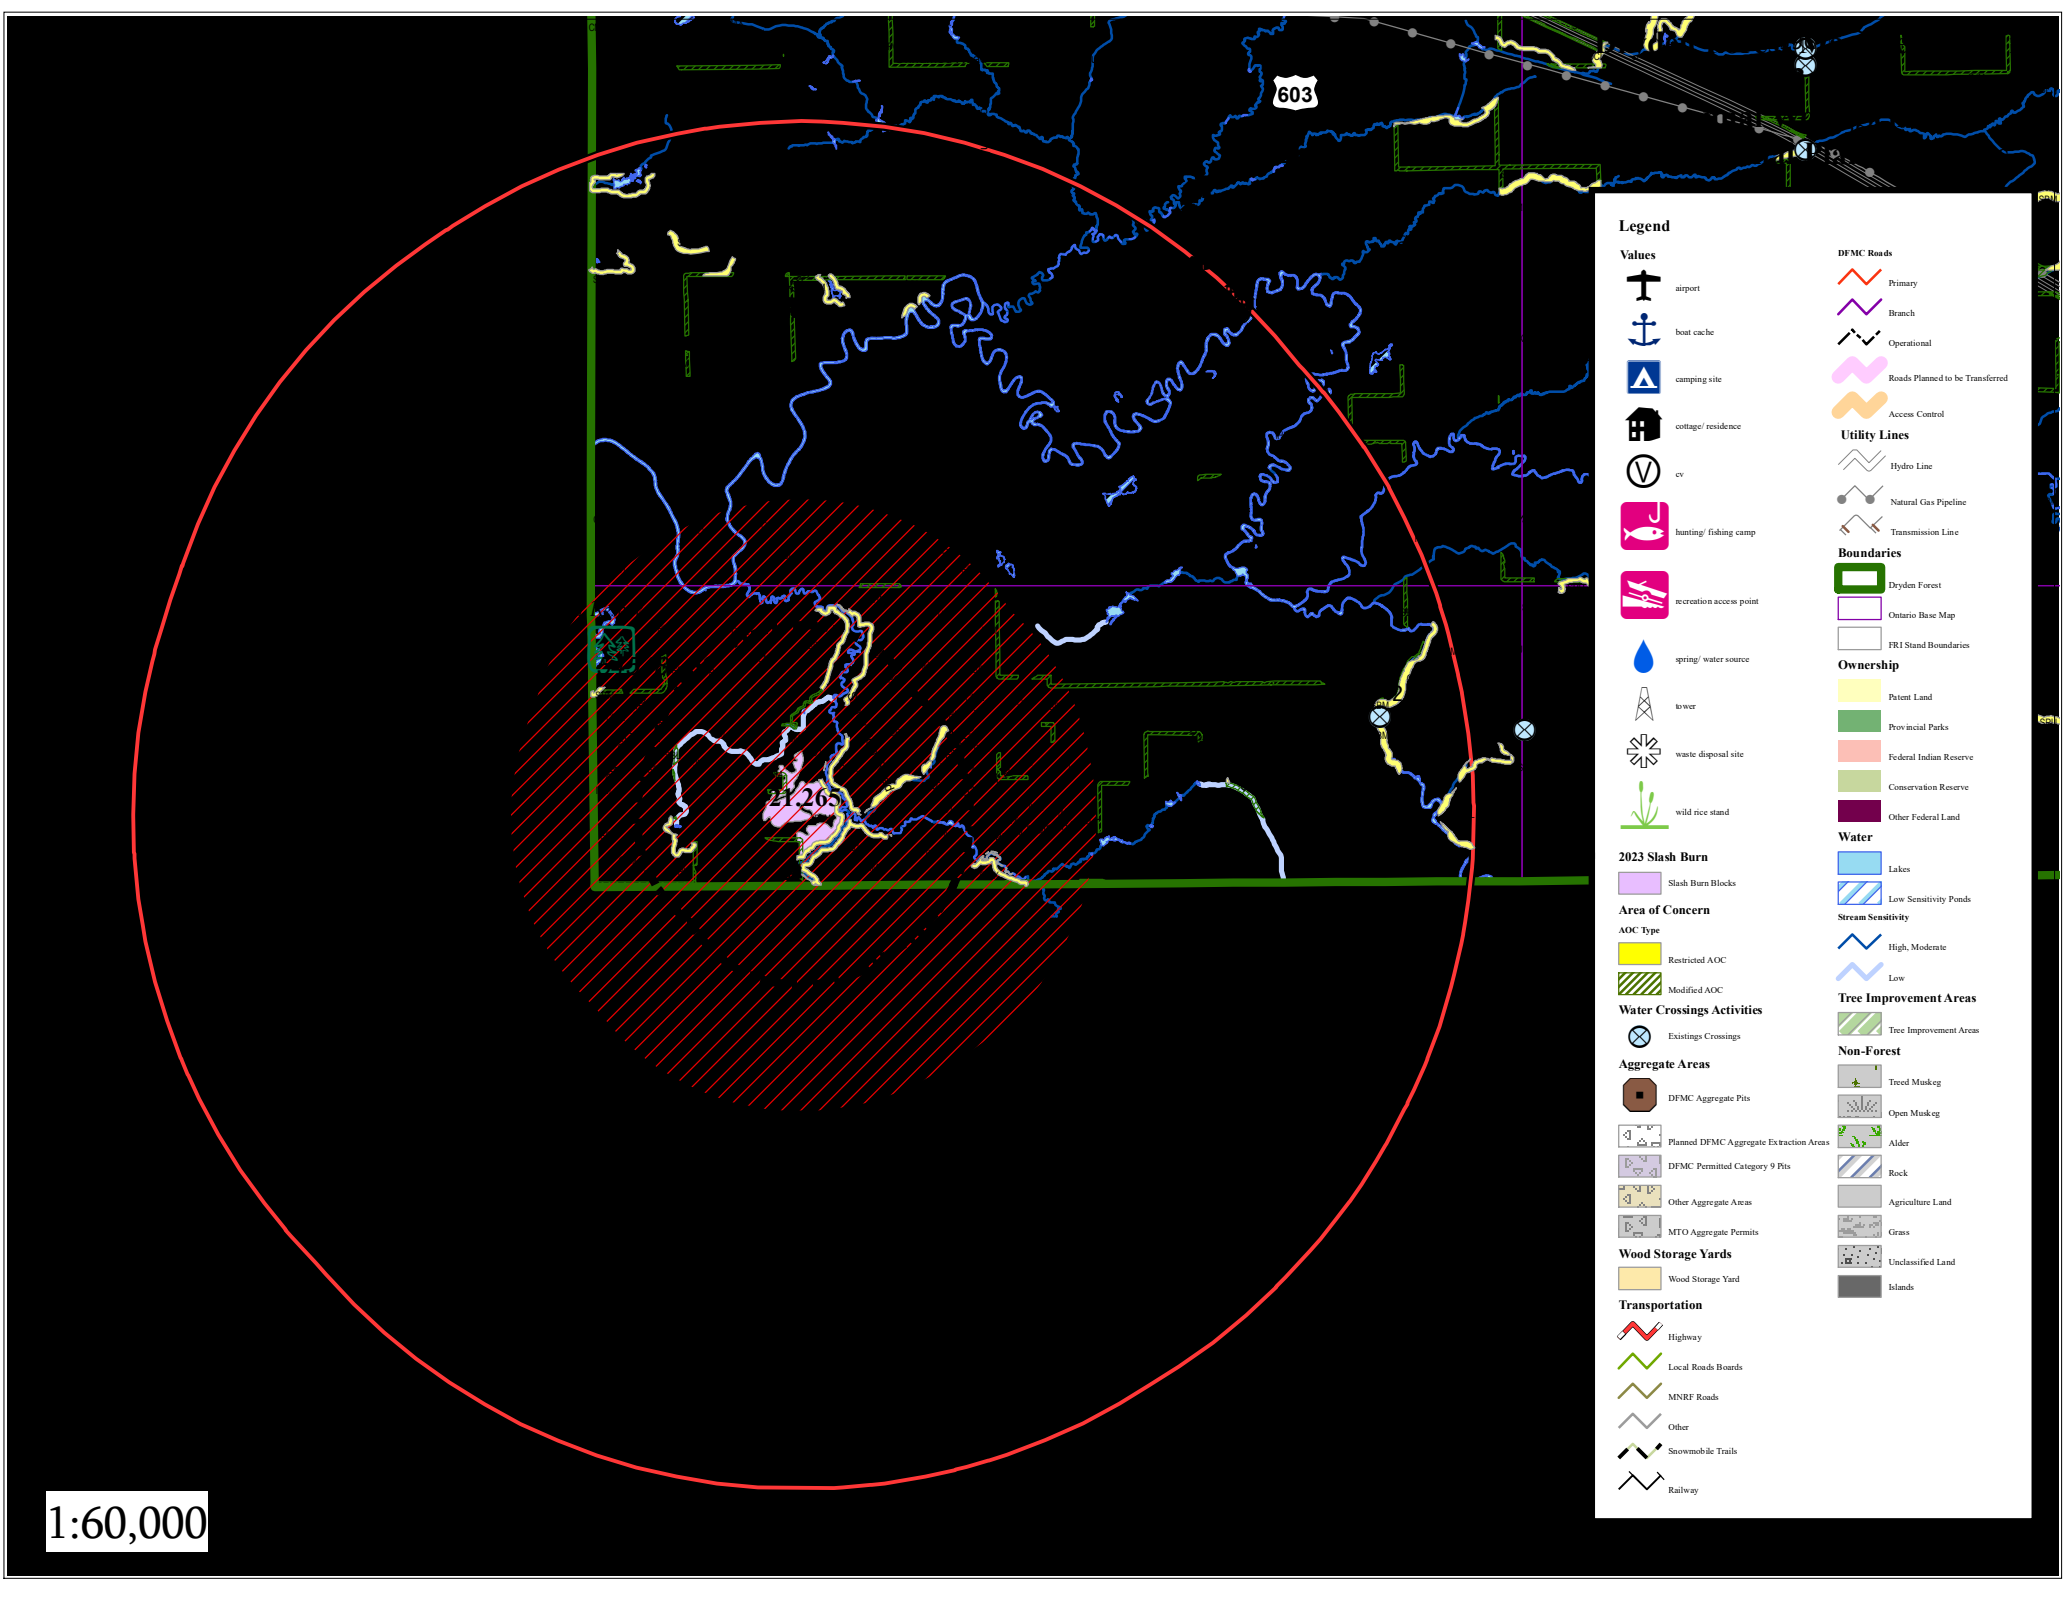 603
21.265
2
1:60,000
Legend
Values
airport
boat cache
camping site
cottage/ residence
V
cv
hunting/ fishing camp
recreation access point
spring/ water source
tower
waste disposal site
wild rice stand
2023 Slash Burn
Slash Burn Blocks
Area of Concern
AOC Type
Restricted AOC
Modified AOC
Water Crossings Activities
Existings Crossings
Aggregate Areas
DFMC Aggregate Pits
Planned DFMC Aggregate Extraction Areas
DFMC Permitted Category 9 Pits
Other Aggregate Areas
MTO Aggregate Permits
Wood Storage Yards
Wood Storage Yard
Transportation
Highway
Local Roads Boards
MNRF Roads
Other
Snowmobile Trails
Railway
DFMC Roads
Primary
Branch
Operational
Roads Planned to be Transferred
Access Control
Utility Lines
Hydro Line
Natural Gas Pipeline
Transmission Line
Boundaries
Dryden Forest
Ontario Base Map
FRI Stand Boundaries
Ownership
Patent Land
Provincial Parks
Federal Indian Reserve
Conservation Reserve
Other Federal Land
Water
Lakes
Low Sensitivity Ponds
Stream Sensitivity
High, Moderate
Low
Tree Improvement Areas
Tree Improvement Areas
Non-Forest
Treed Muskeg
Open Muskeg
Alder
Rock
Agriculture Land
Grass
Unclassified Land
Islands